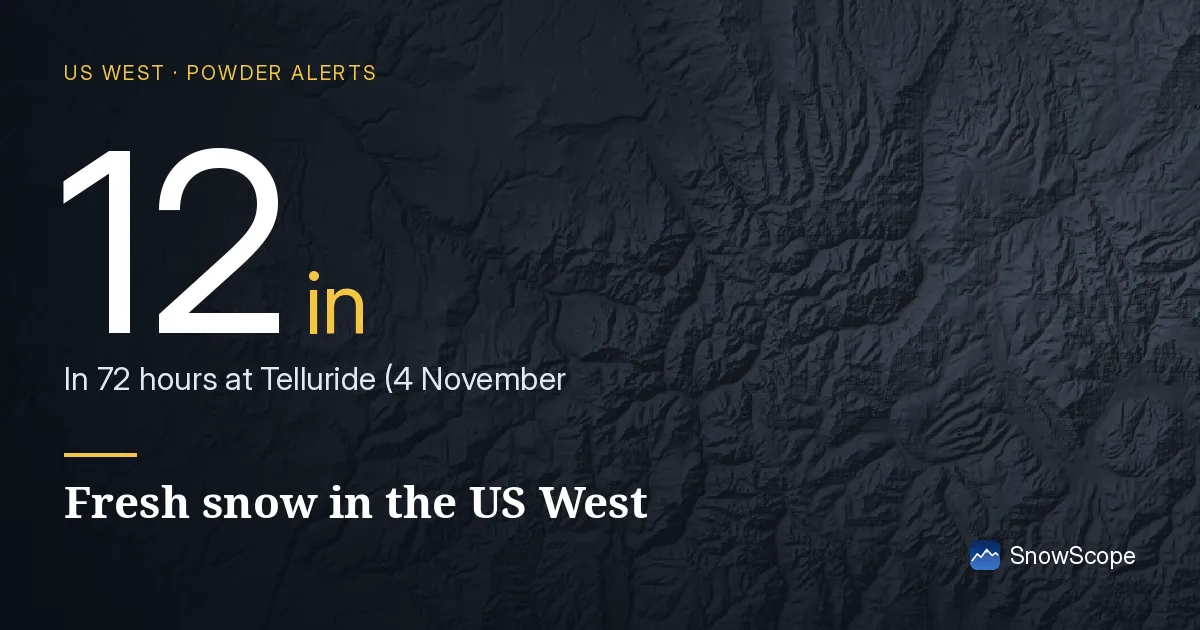 US WEST · POWDER ALERTS
12 in
In 72 hours at Telluride (4 November
Fresh snow in the US West
SnowScope